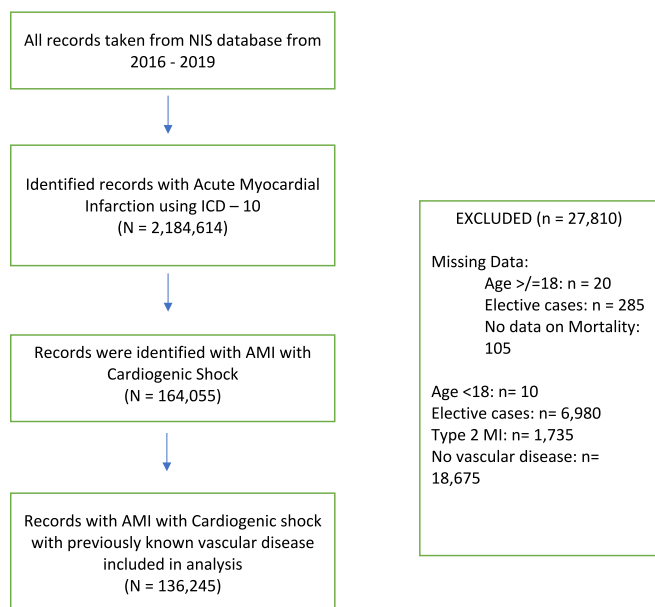 All records taken from NIS database from
2016 - 2019
Identified records with Acute Myocardial
Infarction using ICD – 10
(N = 2,184,614)
Records were identified with AMI with
Cardiogenic Shock
(N = 164,055)
Records with AMI with Cardiogenic shock
with previously known vascular disease
included in analysis
(N = 136,245)
EXCLUDED (n = 27,810)
Missing Data:
Age >/=18: n = 20
Elective cases: n = 285
No data on Mortality:
105
Age <18: n= 10
Elective cases: n= 6,980
Type 2 MI: n= 1,735
No vascular disease: n=
18,675